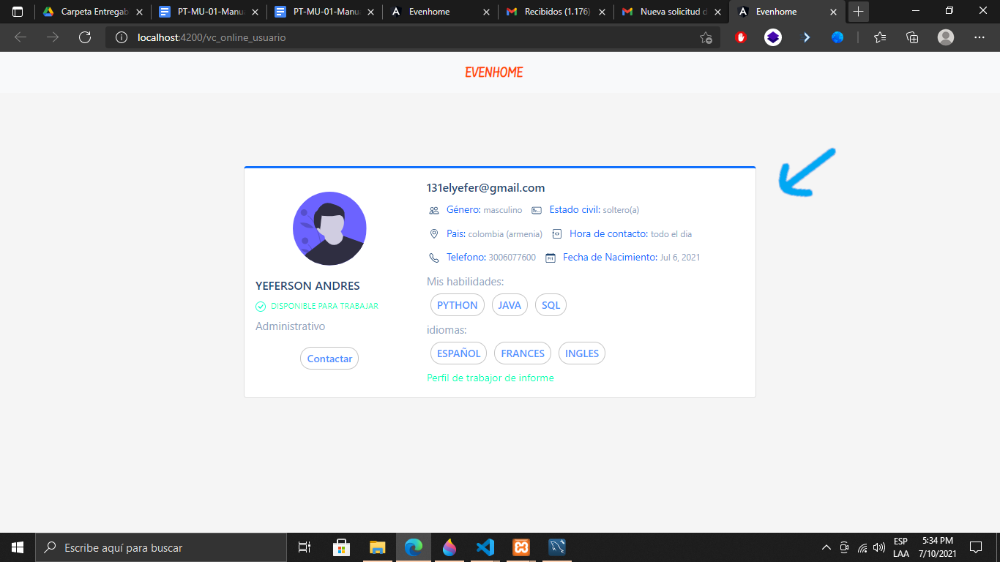 Carpeta Entregab
PT-MU-01-Manu
PT-MU-01-Manu
Evenhome
Recibidos (1.176)
Nueva solicitud d
Evenhome
localhost:4200/vc_online_usuario
EVENHOME
131elyefer@gmail.com
Género: masculino Estado civil: soltero(a)
Pais: colombia (armenia) Hora de contacto: todo el dia
Telefono: 3006077600 Fecha de Nacimiento: Jul 6, 2021
YEFERSON ANDRES
DISPONIBLE PARA TRABAJAR
Administrativo
Contactar
Mis habilidades:
PYTHON JAVA SQL
idiomas:
ESPAÑOL FRANCES INGLES
Perfil de trabajor de informe
Escribe aquí para buscar
ESP
LAA
5:34 PM
7/10/2021